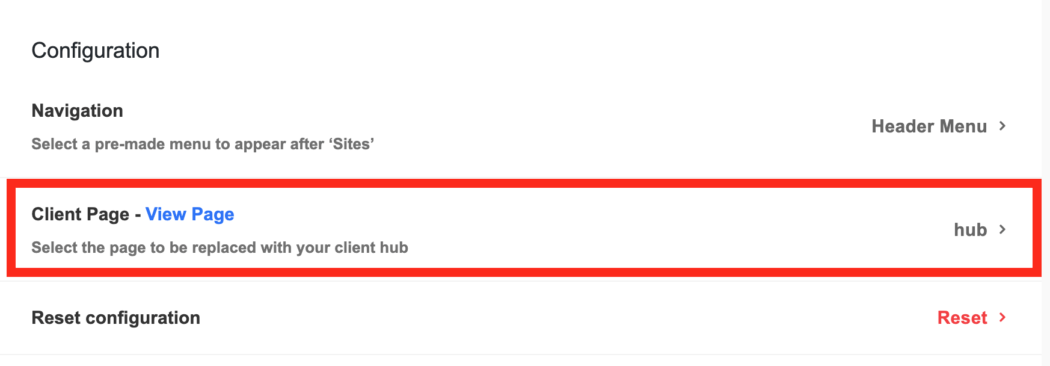 Configuration
Navigation
Select a pre-made menu to appear after ‘Sites’
Header Menu
Client Page - View Page
Select the page to be replaced with your client hub
hub
Reset configuration
Reset